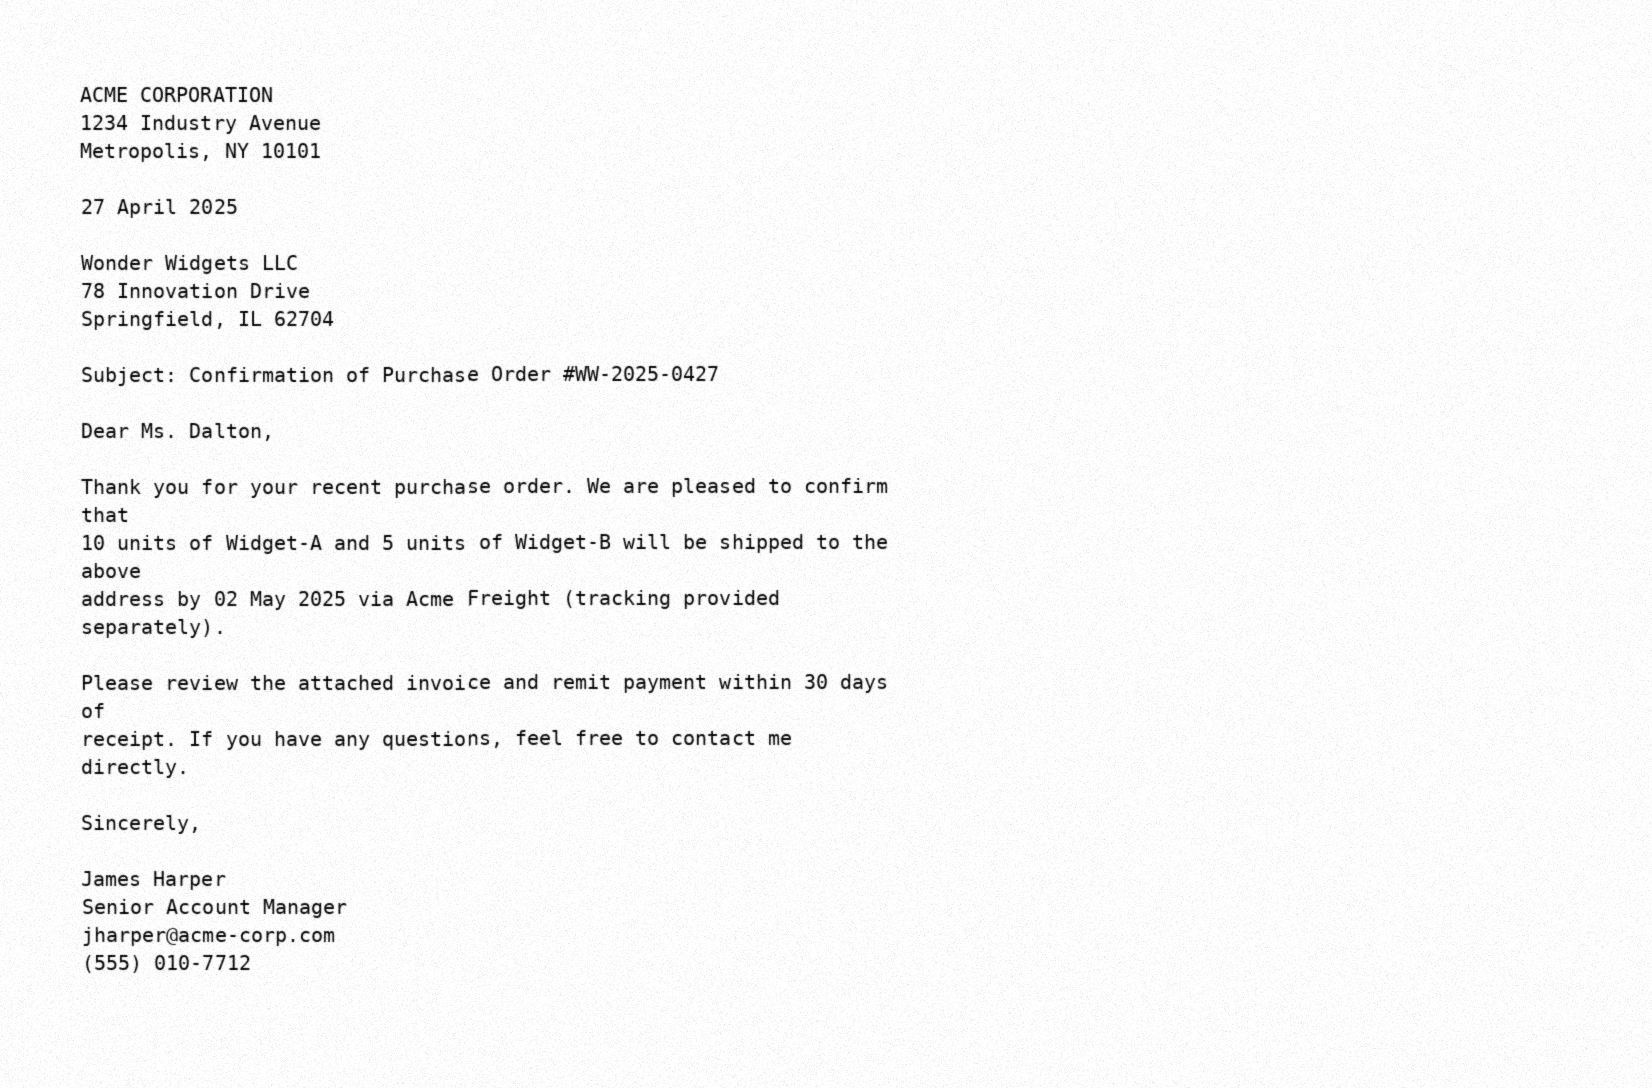 ACME CORPORATION
1234 Industry Avenue
Metropolis, NY 10101
27 April 2025
Wonder Widgets LLC
78 Innovation Drive
Springfield, IL 62704
Subject: Confirmation of Purchase Order #WW-2025-0427
Dear Ms. Dalton,
Thank you for your recent purchase order. We are pleased to confirm
that
10 units of Widget-A and 5 units of Widget-B will be shipped to the
above
address by 02 May 2025 via Acme Freight (tracking provided
separately).
Please review the attached invoice and remit payment within 30 days
of
receipt. If you have any questions, feel free to contact me
directly.
Sincerely,
James Harper
Senior Account Manager
jharper@acme-corp.com
(555) 010-7712